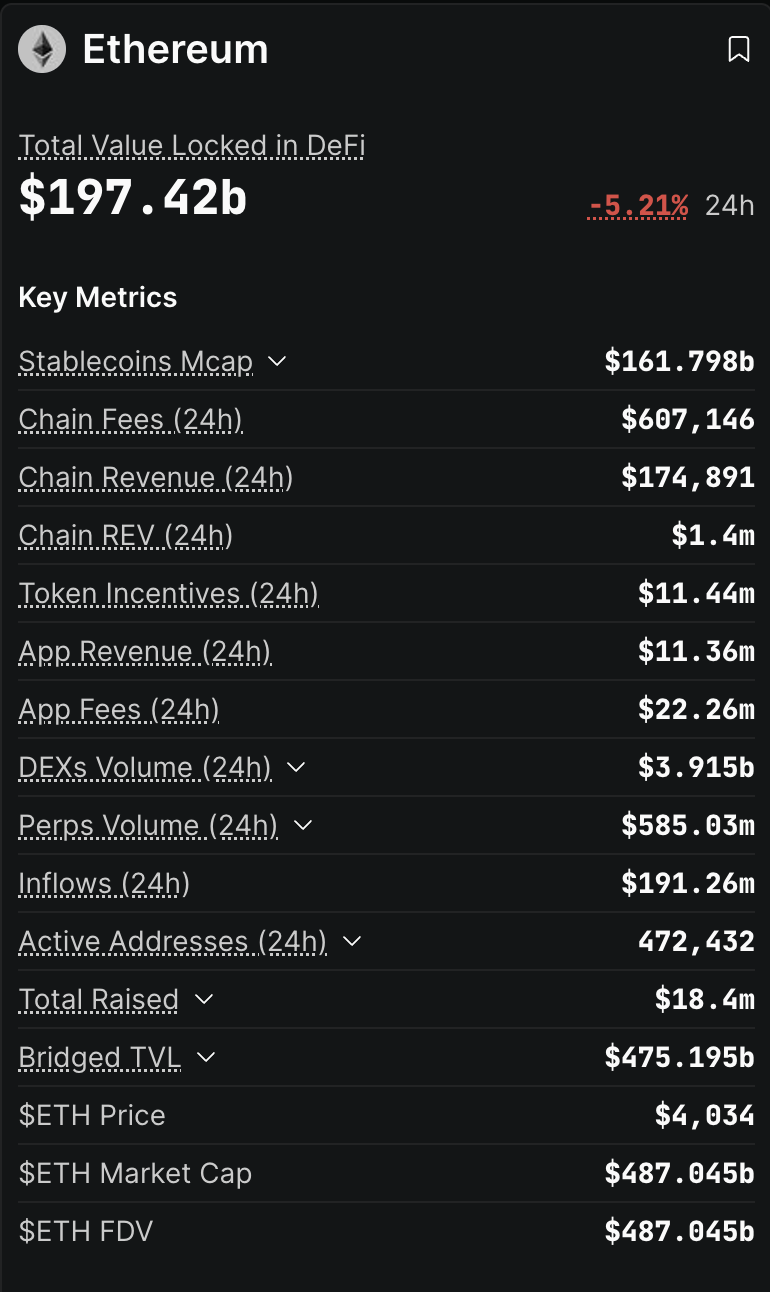 Ethereum
Total Value Locked in DeFi
$197.42b -5.21% 24h
Key Metrics
Stablecoins Mcap $161.798b
Chain Fees (24h) $607,146
Chain Revenue (24h) $174,891
Chain REV (24h) $1.4m
Token Incentives (24h) $11.44m
App Revenue (24h) $11.36m
App Fees (24h) $22.26m
DEXs Volume (24h) $3.915b
Perps Volume (24h) $585.03m
Inflows (24h) $191.26m
Active Addresses (24h) 472,432
Total Raised $18.4m
Bridged TVL $475.195b
$ETH Price $4,034
$ETH Market Cap $487.045b
$ETH FDV $487.045b